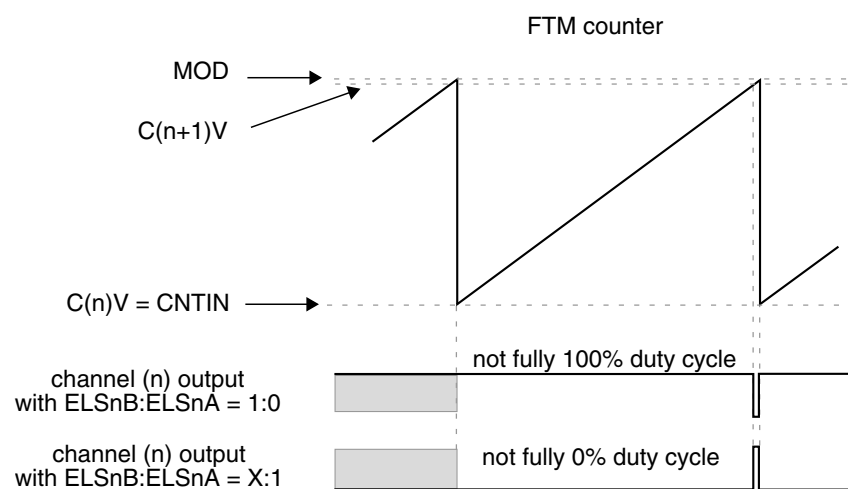 FTM counter
MOD
C(n+1)V
C(n)V = CNTIN
not fully 100% duty cycle
channel (n) output
with ELSnB:ELSnA = 1:0
channel (n) output
with ELSnB:ELSnA = X:1
not fully 0% duty cycle